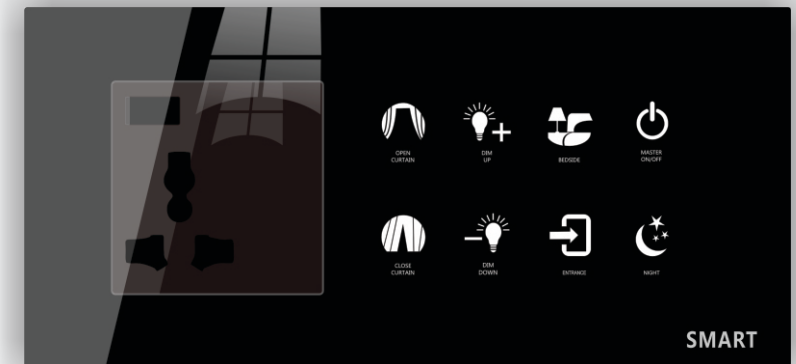 OPEN
CURTAIN
DIM
UP
BEDSIDE
MASTER
ON/OFF
CLOSE
CURTAIN
DIM
DOWN
ENTRANCE
NIGHT
SMART